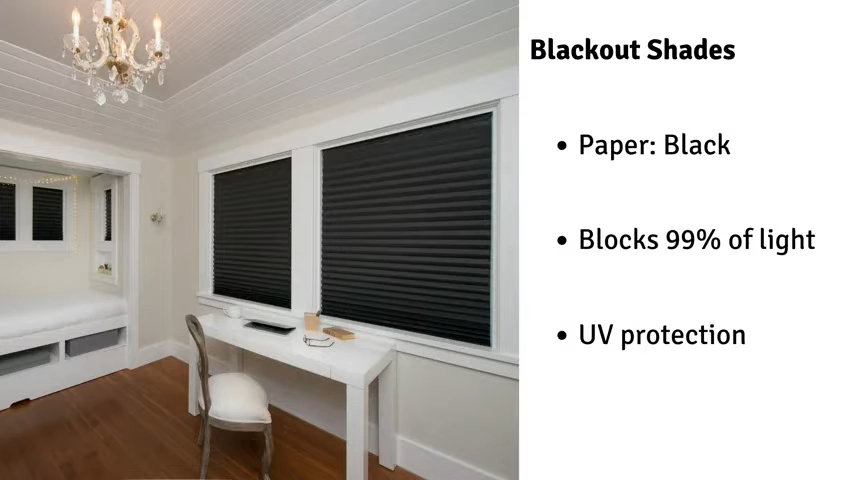 Blackout Shades
• Paper: Black
• Blocks 99% of light
• UV protection